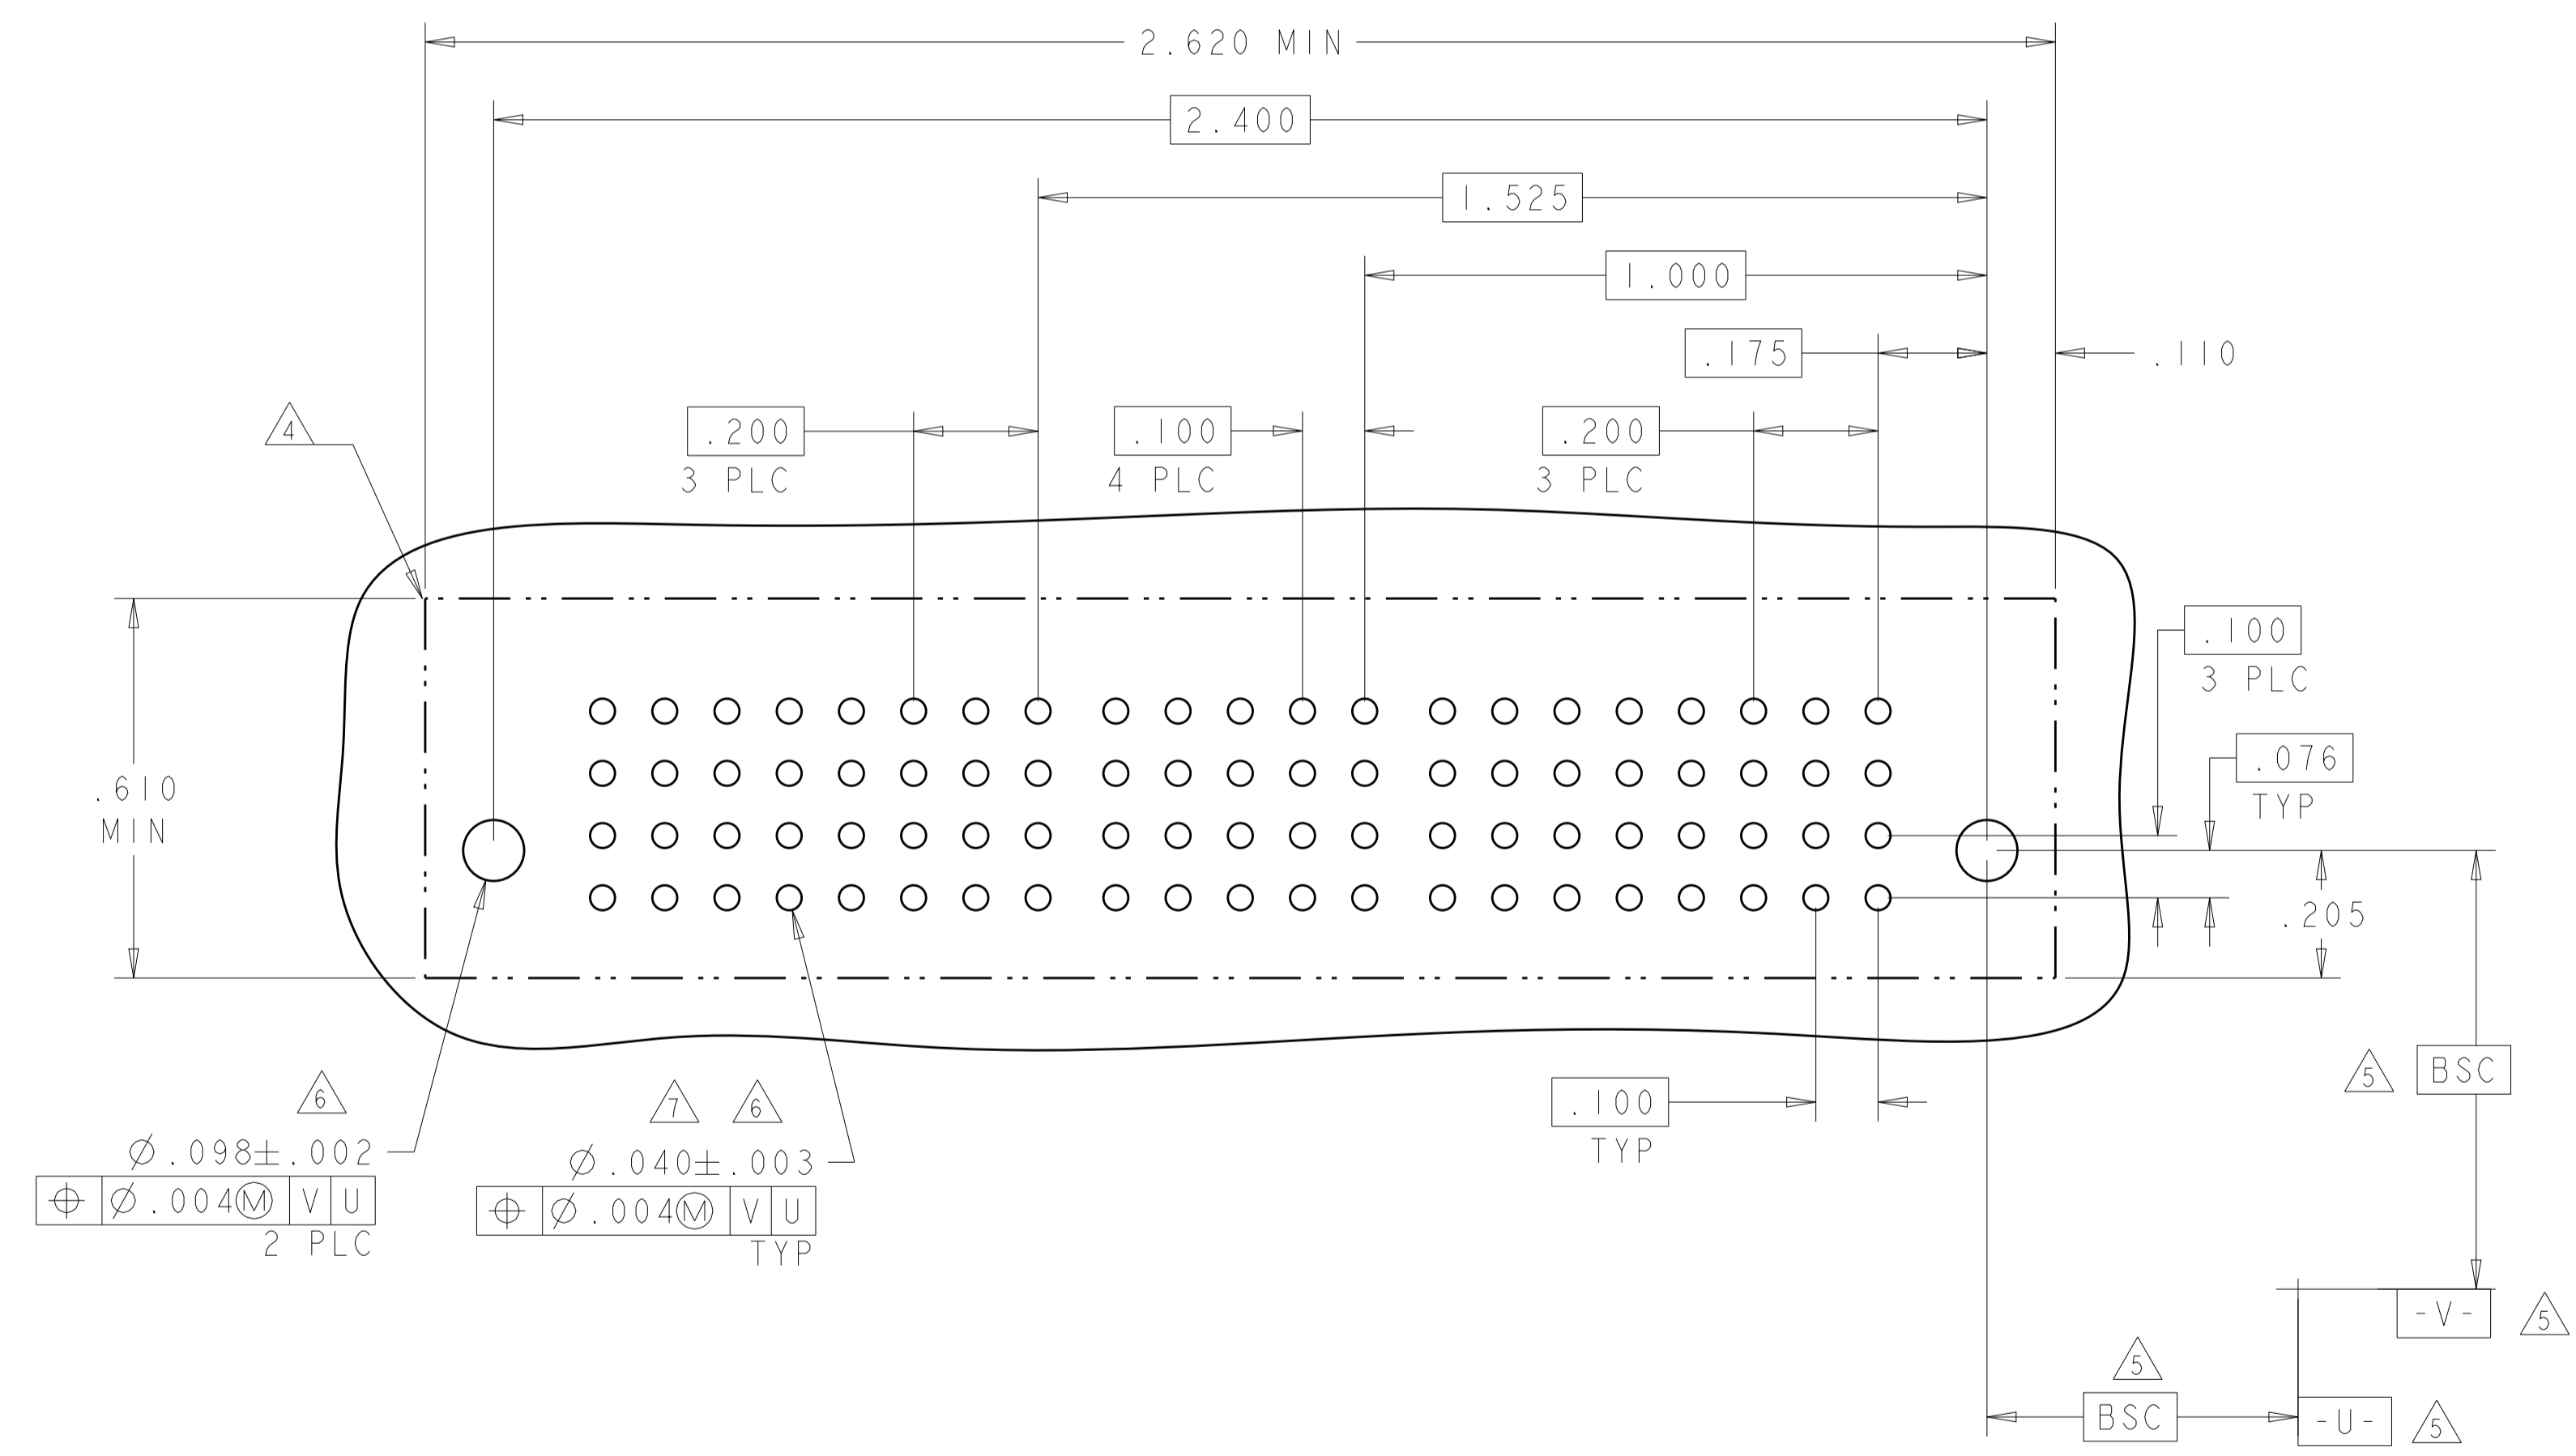 2.620 MIN
2.400
1.525
1.000
.175
.110
.200
3 PLC
.100
4 PLC
.200
3 PLC
4
.100
3 PLC
.076
TYP
.610
MIN
.205
5
BSC
6
⌀.098±.002
⌖ ⌀.004Ⓜ V U
2 PLC
7 6
⌀.040±.003
⌖ ⌀.004Ⓜ V U
TYP
.100
TYP
-V- 5
5
BSC
-U- 5